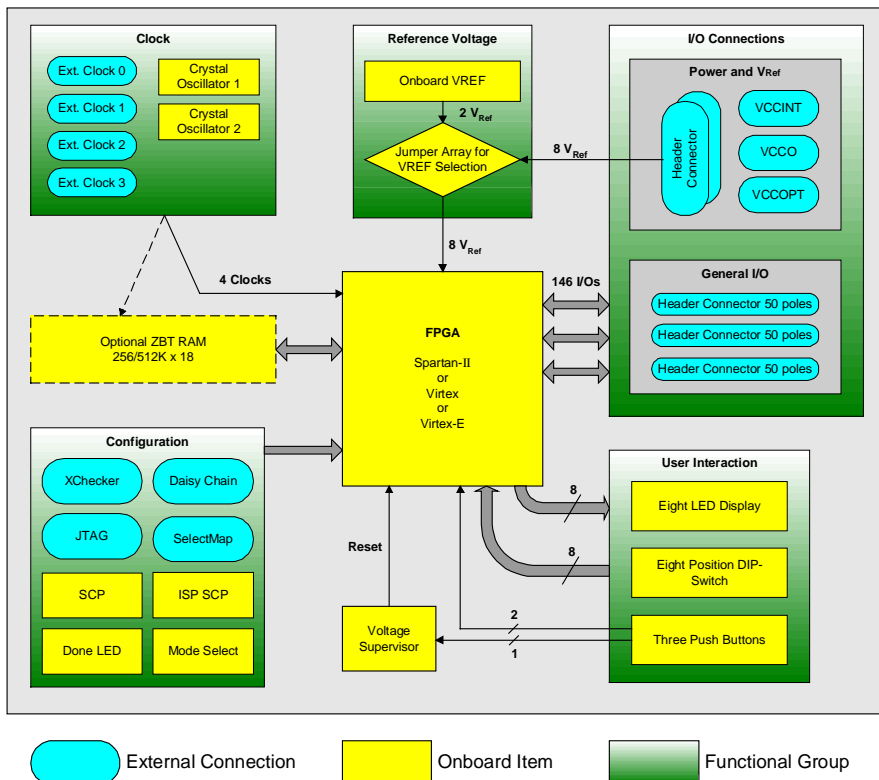 Clock
Ext. Clock 0
Ext. Clock 1
Ext. Clock 2
Ext. Clock 3
Crystal
Oscillator 1
Crystal
Oscillator 2
Reference Voltage
Onboard VREF
2 VRef
Jumper Array for
VREF Selection
8 VRef
8 VRef
I/O Connections
Power and VRef
Header
Connector
VCCINT
VCCO
VCCOPT
General I/O
Header Connector 50 poles
Header Connector 50 poles
Header Connector 50 poles
146 I/Os
4 Clocks
Optional ZBT RAM
256/512K x 18
FPGA
Spartan-II
or
Virtex
or
Virtex-E
Configuration
XChecker
Daisy Chain
JTAG
SelectMap
SCP
ISP SCP
Done LED
Mode Select
Reset
Voltage
Supervisor
8
8
2
1
User Interaction
Eight LED Display
Eight Position DIP-
Switch
Three Push Buttons
External Connection
Onboard Item
Functional Group